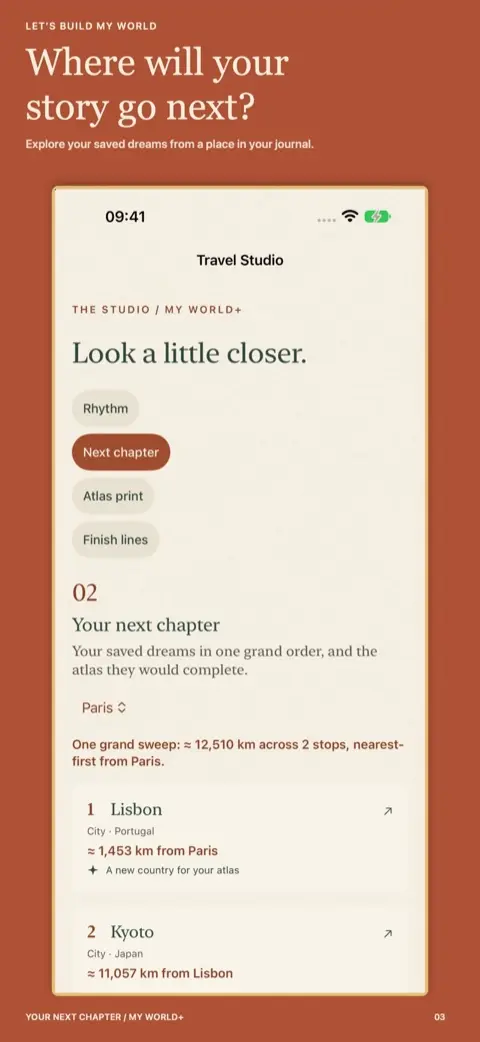 LET'S BUILD MY WORLD
Where will your
story go next?
Explore your saved dreams from a place in your journal.
09:41
Travel Studio
THE STUDIO / MY WORLD+
Look a little closer.
Rhythm
Next chapter
Atlas print
Finish lines
02
Your next chapter
Your saved dreams in one grand order, and the
atlas they would complete.
Paris
One grand sweep: ≈ 12,510 km across 2 stops, nearest-
first from Paris.
1 Lisbon
City · Portugal
≈ 1,453 km from Paris
A new country for your atlas
2 Kyoto
City · Japan
≈ 11,057 km from Lisbon
YOUR NEXT CHAPTER / MY WORLD+
03